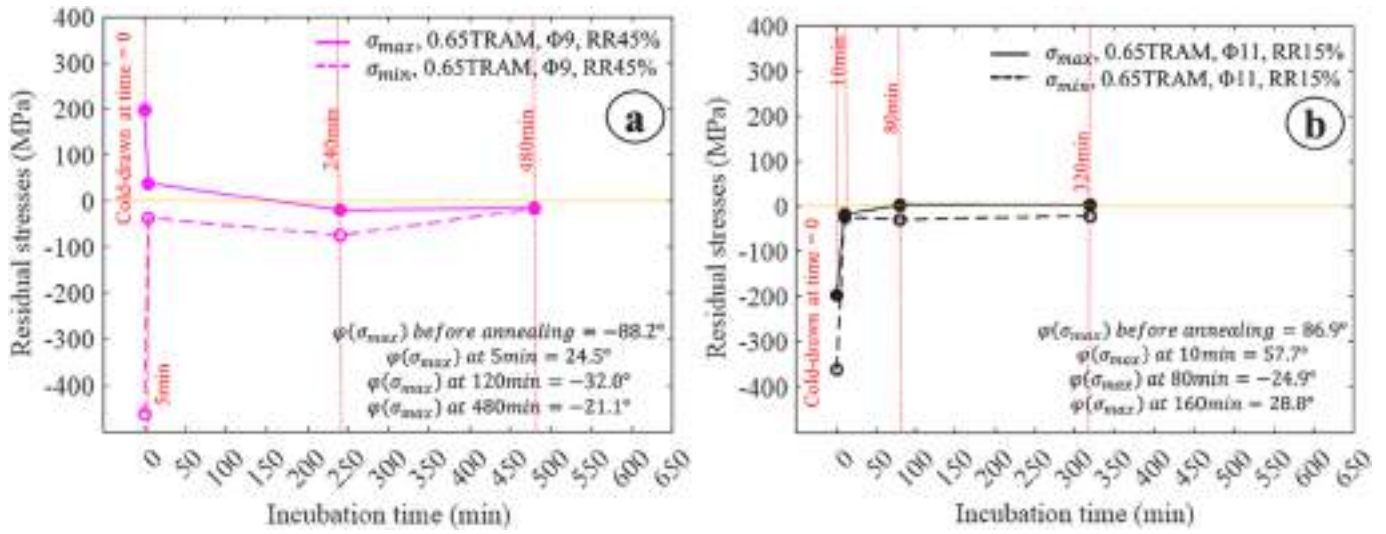 400
300
200
100
0
-100
-200
-300
-400
Residual stresses (MPa)
Cold-drawn at time = 0
5min
240min
480min
σmax, 0.65TRAM, Φ9, RR45%
σmin, 0.65TRAM, Φ9, RR45%
a
φ(σmax) before annealing = −88.2°
φ(σmax) at 5min = 24.5°
φ(σmax) at 120min = −32.0°
φ(σmax) at 480min = −21.1°
0 50 100 150 200 250 300 350 400 450 500 550 600 650
Incubation time (min)
400
300
200
100
0
-100
-200
-300
-400
Residual stresses (MPa)
Cold-drawn at time = 0
10min
80min
320min
σmax, 0.65TRAM, Φ11, RR15%
σmin, 0.65TRAM, Φ11, RR15%
b
φ(σmax) before annealing = 86.9°
φ(σmax) at 10min = 57.7°
φ(σmax) at 80min = −24.9°
φ(σmax) at 160min = 28.8°
0 50 100 150 200 250 300 350 400 450 500 550 600 650
Incubation time (min)